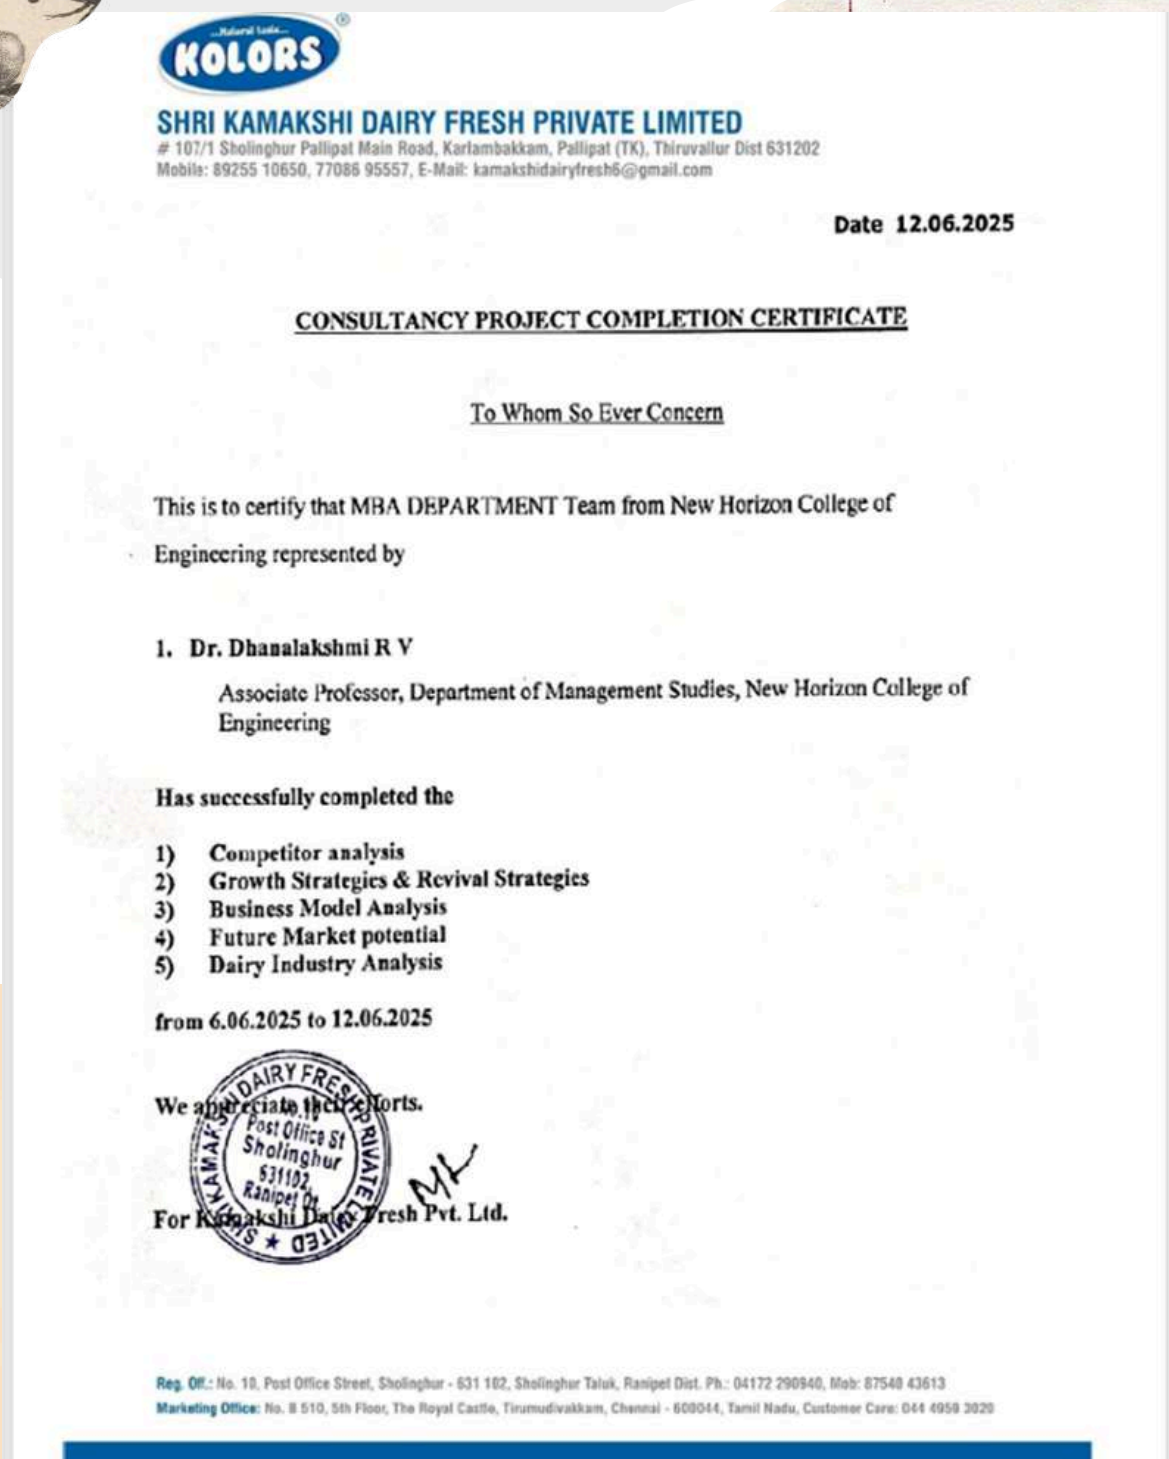 ...Natural taste...
KOLORS
®
SHRI KAMAKSHI DAIRY FRESH PRIVATE LIMITED
# 107/1 Sholinghur Pallipat Main Road, Karlambakkam, Pallipat (TK), Thiruvallur Dist 631202
Mobile: 89255 10650, 77086 95557, E-Mail: kamakshidairyfresh6@gmail.com
Date 12.06.2025
CONSULTANCY PROJECT COMPLETION CERTIFICATE
To Whom So Ever Concern
This is to certify that MBA DEPARTMENT Team from New Horizon College of
Engineering represented by
1. Dr. Dhanalakshmi R V
Associate Professor, Department of Management Studies, New Horizon College of
Engineering
Has successfully completed the
1) Competitor analysis
2) Growth Strategies & Revival Strategies
3) Business Model Analysis
4) Future Market potential
5) Dairy Industry Analysis
from 6.06.2025 to 12.06.2025
We appreciate their efforts.
SHRI KAMAKSHI DAIRY FRESH PRIVATE LIMITED
Post Office St
Sholinghur
631102,
Ranipet Dt.
For Kamakshi Dairy Fresh Pvt. Ltd.
Reg. Off.: No. 10, Post Office Street, Sholinghur - 631 102, Sholinghur Taluk, Ranipet Dist. Ph.: 04172 290940, Mob: 87540 43613
Marketing Office: No. B 510, 5th Floor, The Royal Castle, Tirumudivakkam, Chennai - 600044, Tamil Nadu, Customer Care: 044 4959 3020